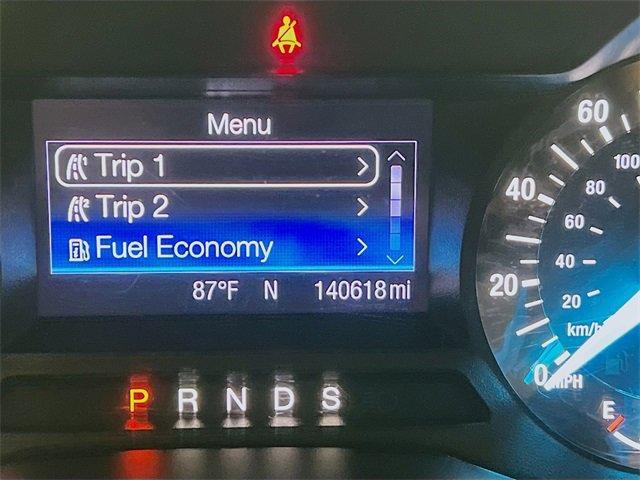 Menu
Trip 1
Trip 2
Fuel Economy
87°F N 140618 mi
P R N D S
60
40
20
0 MPH
100
80
60
40
20
km/h
E